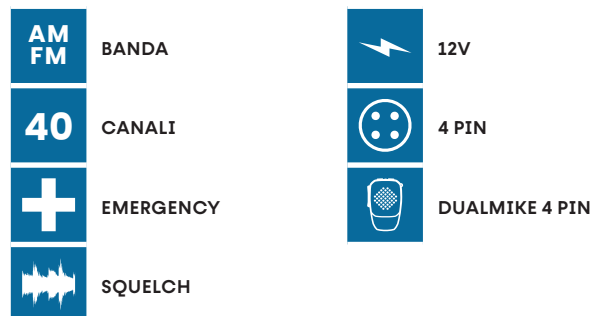 AM
FM
BANDA
40
CANALI
EMERGENCY
SQUELCH
12V
4 PIN
DUALMIKE 4 PIN